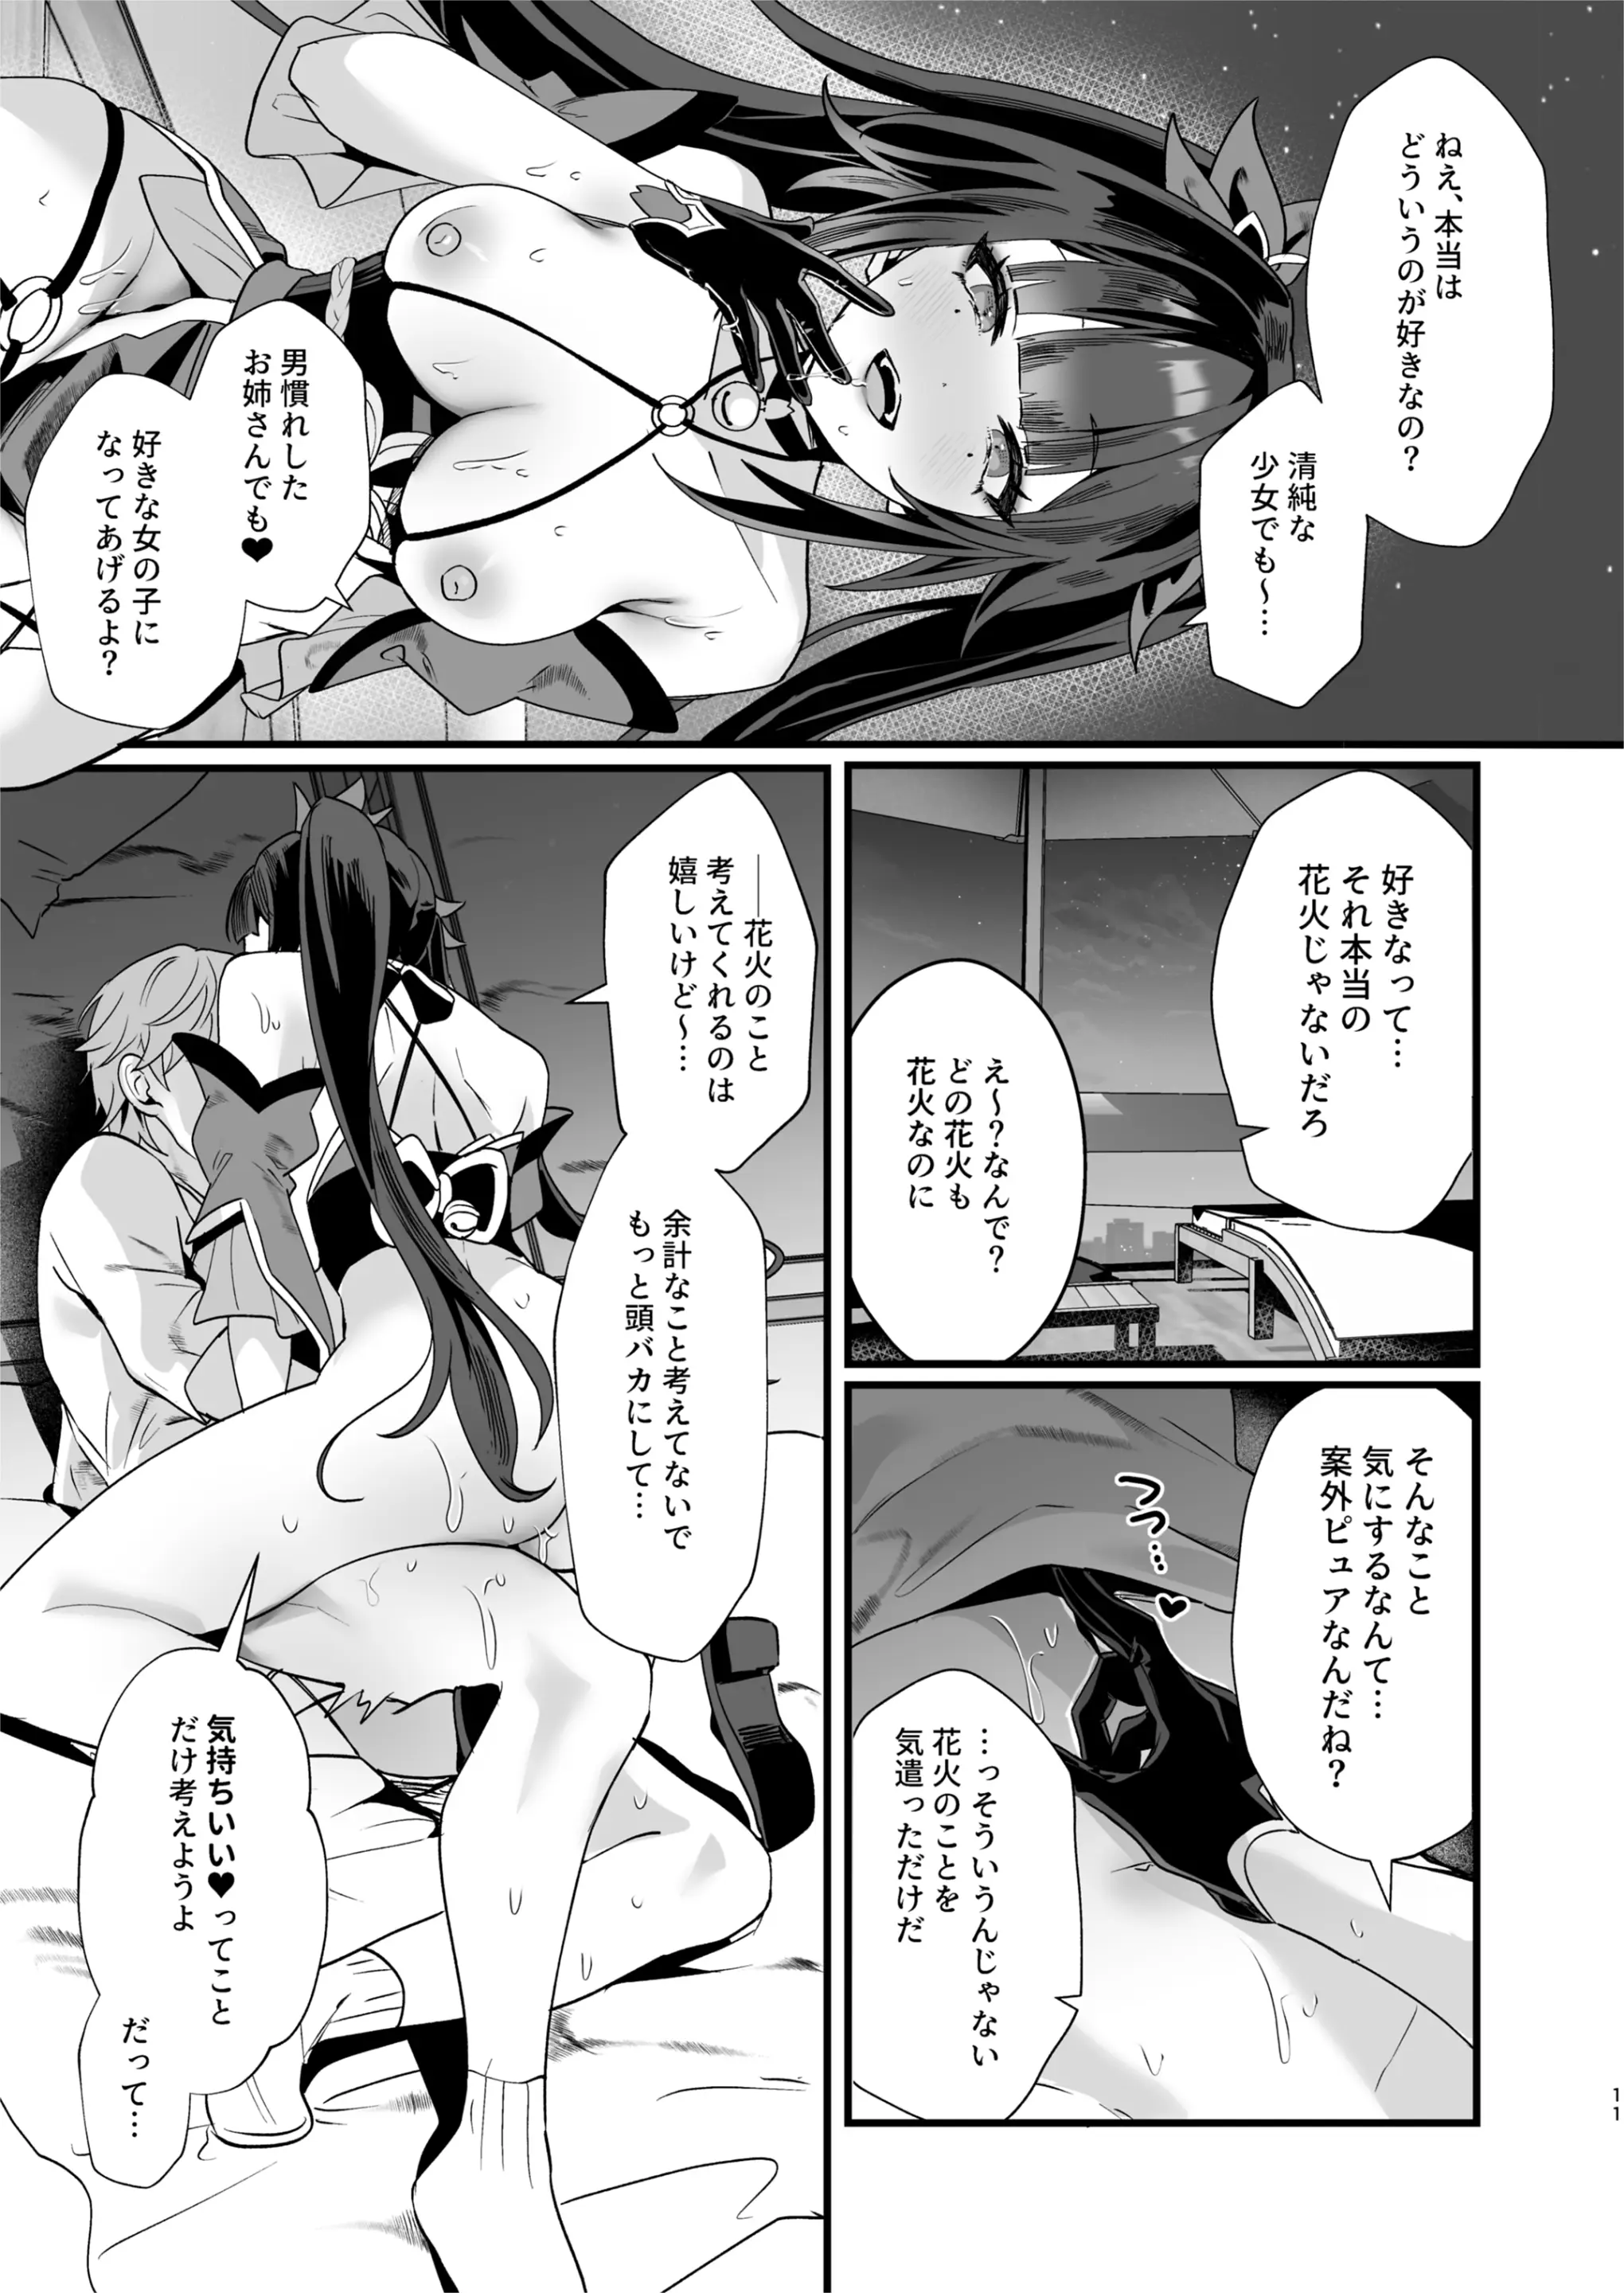 ねえ、本当は
どういうのが好きなの？
清純な
少女でも～…
男慣れした
お姉さんでも♥
好きな女の子に
なってあげるよ？
好きなって…
それ本当の
花火じゃないだろ
え～？なんで？
どの花火も
花火なのに
そんなこと
気にするなんて…
案外ピュアなんだね？
つつ…♥
…っそういうんじゃない
花火のことを
気遣っただけだ
――花火のこと
考えてくれるのは
嬉しいけど～…
余計なこと考えてないで
もっと頭バカにして…
気持ちいい♥ってこと
だけ考えようよ
だって…
11